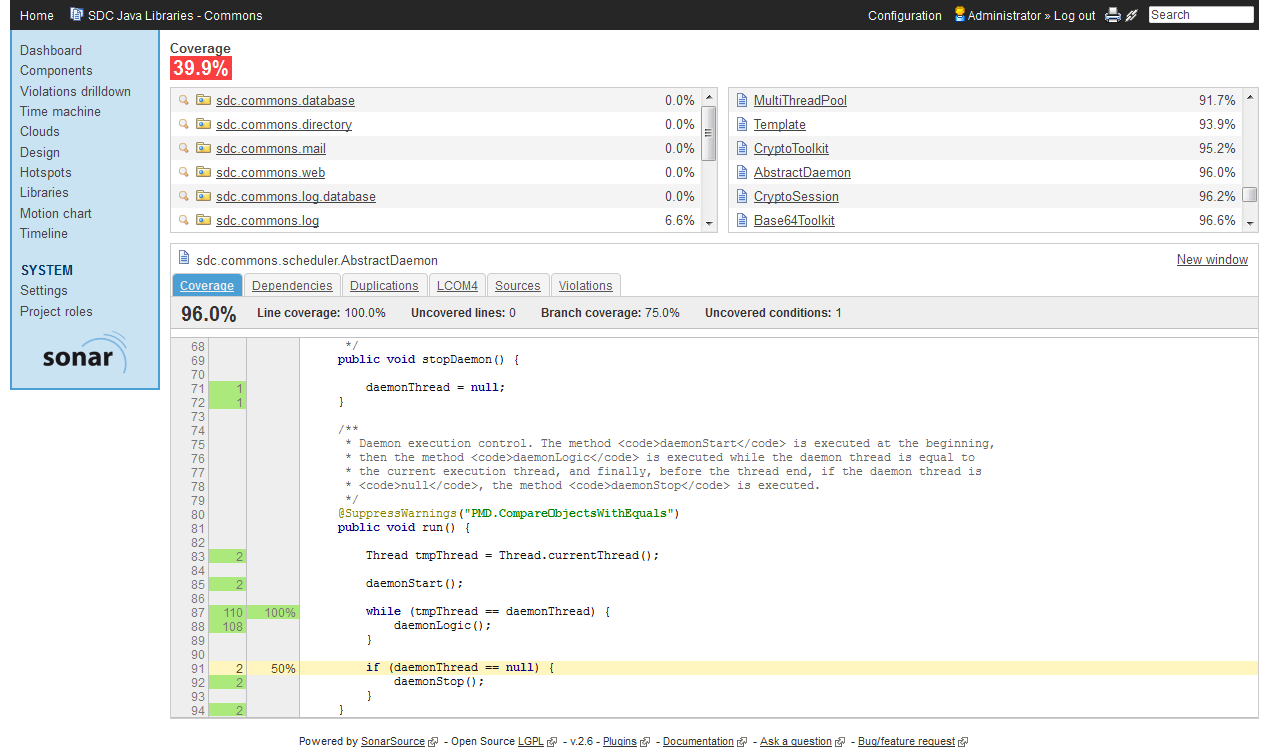 Home SDC Java Libraries - Commons Configuration Administrator » Log out Search
Dashboard
Components
Violations drilldown
Time machine
Clouds
Design
Hotspots
Libraries
Motion chart
Timeline
SYSTEM
Settings
Project roles
sonar
Coverage
39.9%
sdc.commons.database 0.0%
sdc.commons.directory 0.0%
sdc.commons.mail 0.0%
sdc.commons.web 0.0%
sdc.commons.log.database 0.0%
sdc.commons.log 6.6%
MultiThreadPool 91.7%
Template 93.9%
CryptoToolkit 95.2%
AbstractDaemon 96.0%
CryptoSession 96.2%
Base64Toolkit 96.6%
sdc.commons.scheduler.AbstractDaemon New window
Coverage Dependencies Duplications LCOM4 Sources Violations
96.0% Line coverage: 100.0% Uncovered lines: 0 Branch coverage: 75.0% Uncovered conditions: 1
68 */
69 public void stopDaemon() {
70
71 1 daemonThread = null;
72 1 }
73
74 /**
75 * Daemon execution control. The method <code>daemonStart</code> is executed at the beginning,
76 * then the method <code>daemonLogic</code> is executed while the daemon thread is equal to
77 * the current execution thread, and finally, before the thread end, if the daemon thread is
78 * <code>null</code>, the method <code>daemonStop</code> is executed.
79 */
80 @SuppressWarnings("PMD.CompareObjectsWithEquals")
81 public void run() {
82
83 2 Thread tmpThread = Thread.currentThread();
84
85 2 daemonStart();
86
87 110 100% while (tmpThread == daemonThread) {
88 108 daemonLogic();
89 }
90
91 2 50% if (daemonThread == null) {
92 2 daemonStop();
93 }
94 2 }
Powered by SonarSource - Open Source LGPL - v.2.6 - Plugins - Documentation - Ask a question - Bug/feature request